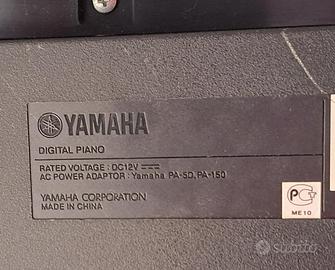 YAMAHA
DIGITAL PIANO
RATED VOLTAGE : DC12V
AC POWER ADAPTOR : Yamaha PA-5D, PA-150
YAMAHA CORPORATION
MADE IN CHINA
ME10
subito